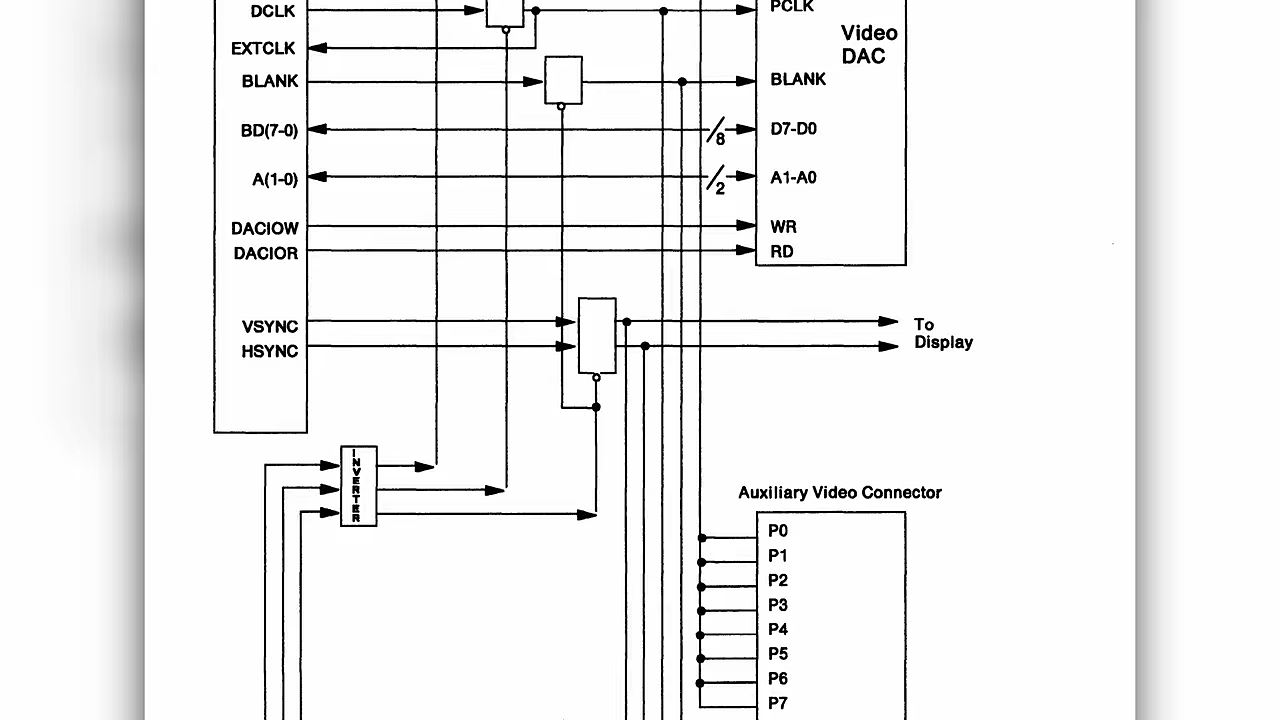 DCLK
EXTCLK
BLANK
BD(7-0)
A(1-0)
DACIOW
DACIOR
VSYNC
HSYNC
PCLK
Video
DAC
BLANK
8
D7-D0
2
A1-A0
WR
RD
To
Display
INVERTER
Auxiliary Video Connector
P0
P1
P2
P3
P4
P5
P6
P7